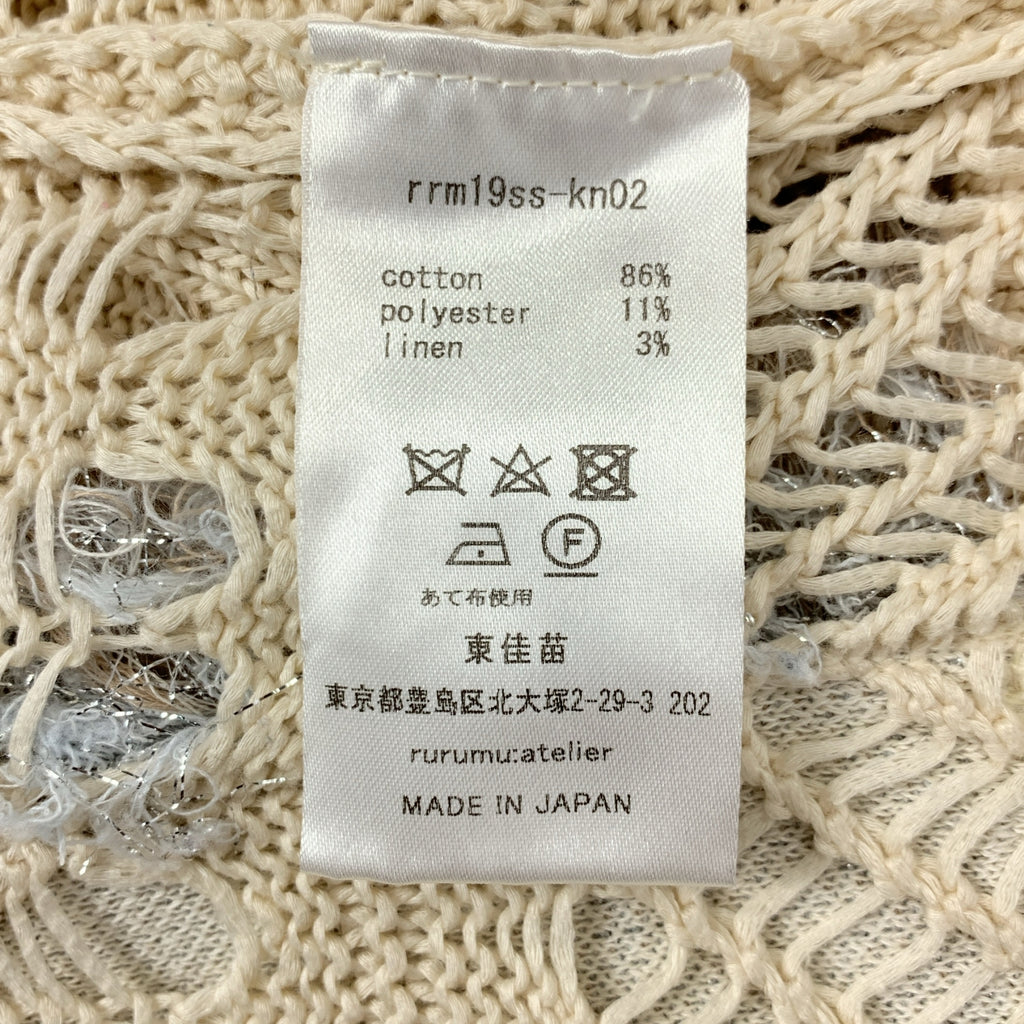 rrm19ss-kn02
cotton 86%
polyester 11%
linen 3%
F
あて布使用
東佳苗
東京都豊島区北大塚2-29-3 202
rurumu:atelier
MADE IN JAPAN